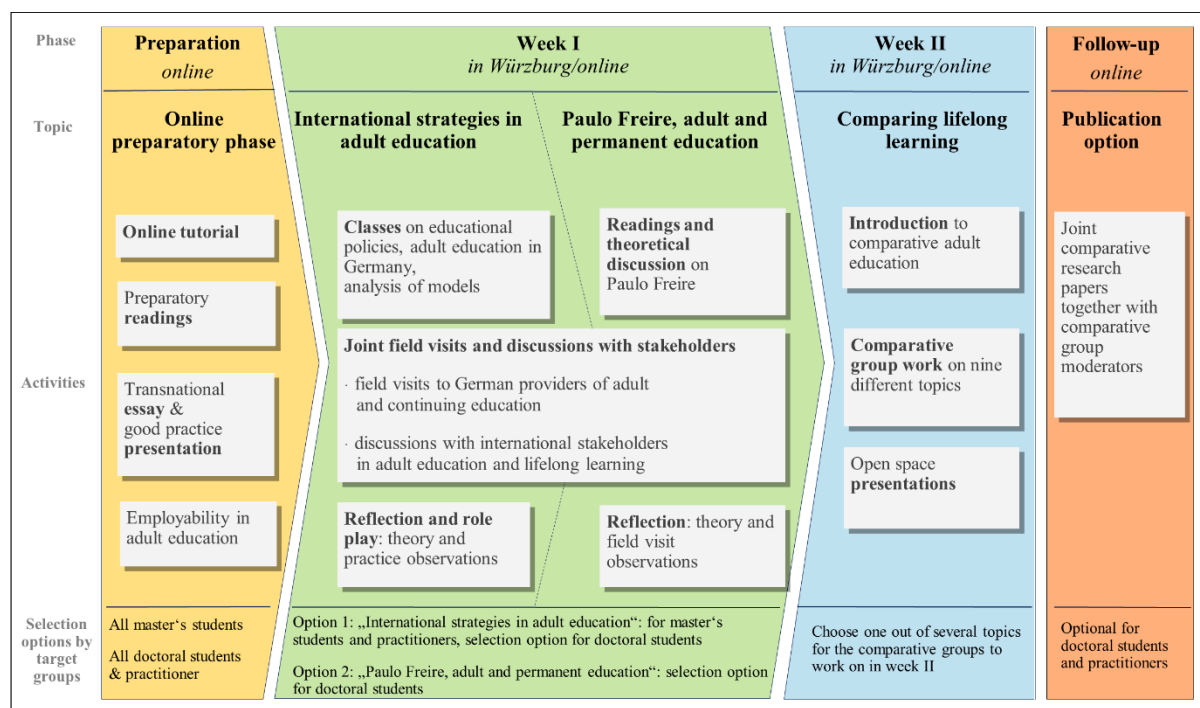 Phase
Preparation
online
Week I
in Würzburg/online
Week II
in Würzburg/online
Follow-up
online
Topic
Online
preparatory phase
International strategies in
adult education
Paulo Freire, adult and
permanent education
Comparing lifelong
learning
Publication
option
Activities
Online tutorial
Preparatory
readings
Transnational
essay &
good practice
presentation
Employability in
adult education
Classes on educational
policies, adult education in
Germany,
analysis of models
Readings and
theoretical
discussion on
Paulo Freire
Joint field visits and discussions with stakeholders
· field visits to German providers of adult
and continuing education
· discussions with international stakeholders
in adult education and lifelong learning
Reflection and role
play: theory and
practice observations
Reflection: theory and
field visit
observations
Introduction to
comparative adult
education
Comparative
group work on nine
different topics
Open space
presentations
Joint
comparative
research
papers
together with
comparative
group
moderators
Selection
options by
target
groups
All master‘s students
All doctoral students
& practitioner
Option 1: „International strategies in adult education“: for master‘s
students and practitioners, selection option for doctoral students
Option 2: „Paulo Freire, adult and permanent education“: selection option
for doctoral students
Choose one out of several topics
for the comparative groups to
work on in week II
Optional for
doctoral students
and practitioners